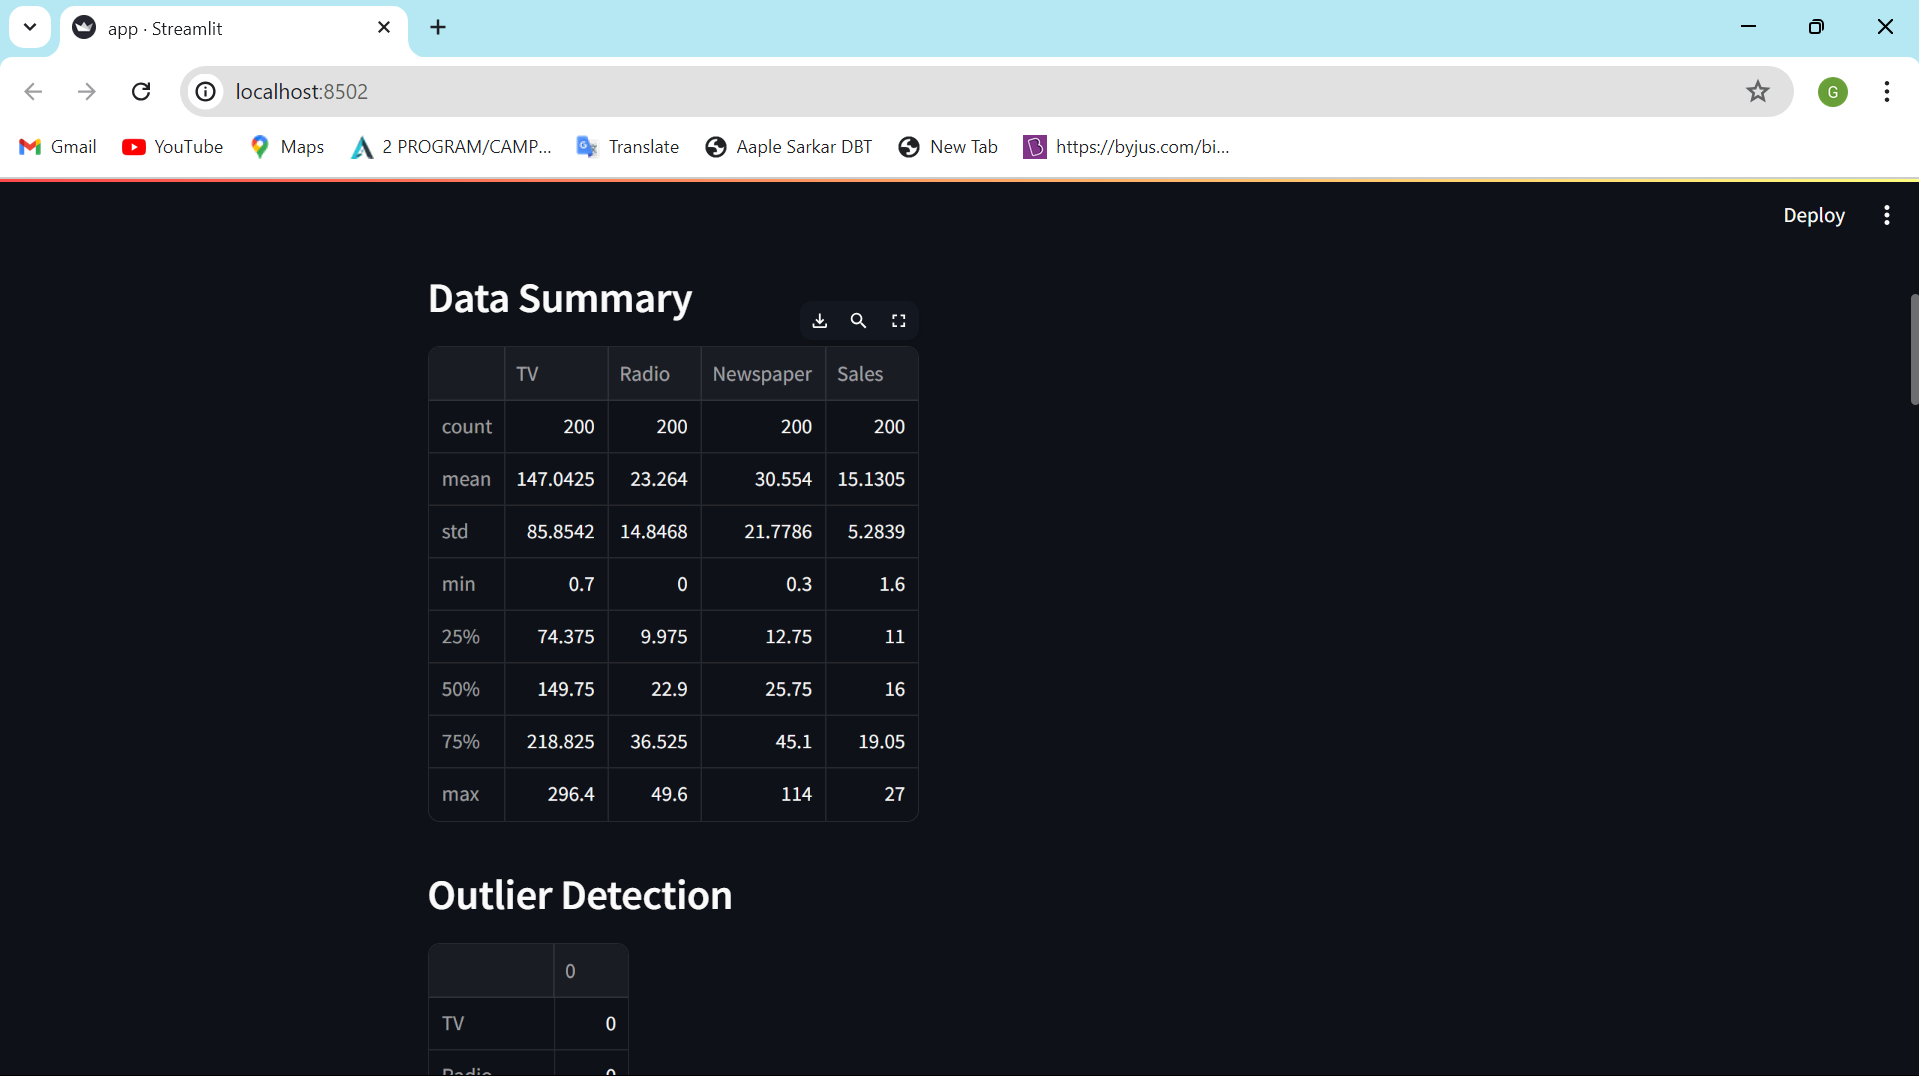 app · Streamlit
localhost:8502
G
Gmail YouTube Maps 2 PROGRAM/CAMP... Translate Aaple Sarkar DBT New Tab https://byjus.com/bi...
Deploy
Data Summary
TV Radio Newspaper Sales
count 200 200 200 200
mean 147.0425 23.264 30.554 15.1305
std 85.8542 14.8468 21.7786 5.2839
min 0.7 0 0.3 1.6
25% 74.375 9.975 12.75 11
50% 149.75 22.9 25.75 16
75% 218.825 36.525 45.1 19.05
max 296.4 49.6 114 27
Outlier Detection
0
TV 0
Radio 0